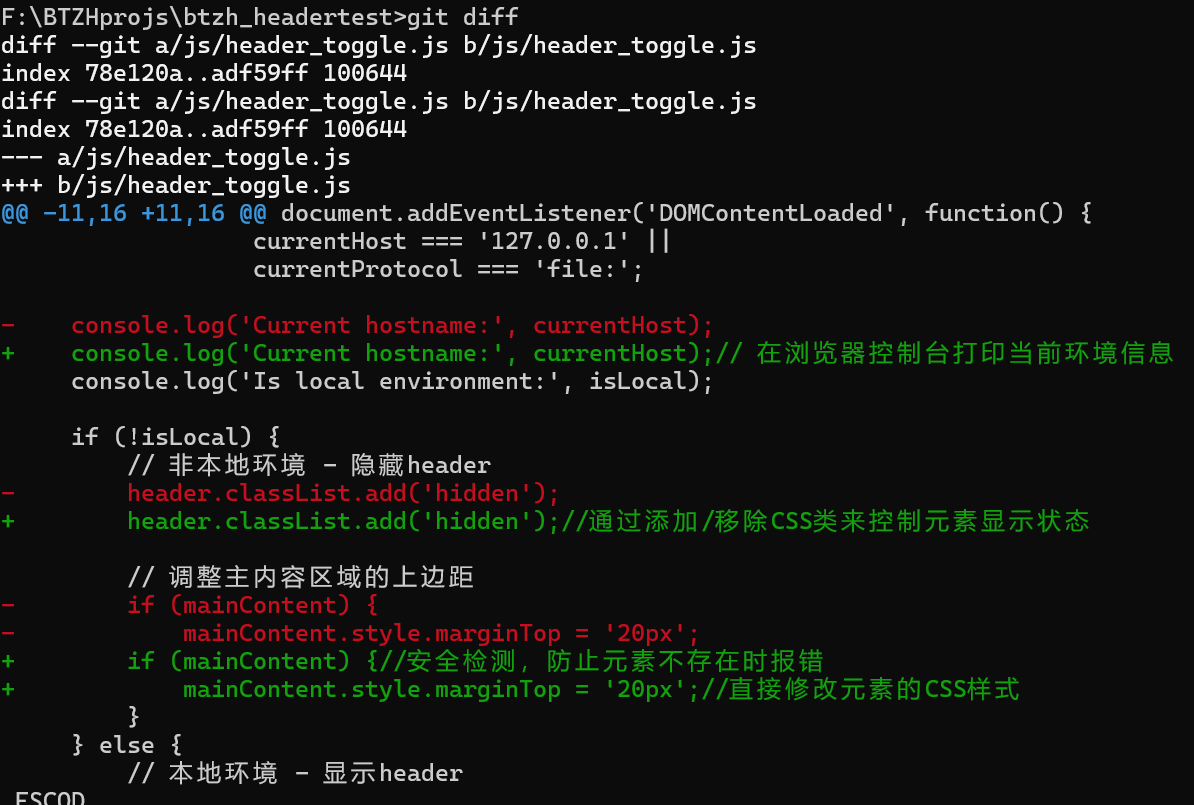 F:\BTZHprojs\btzh_headertest>git diff
diff --git a/js/header_toggle.js b/js/header_toggle.js
index 78e120a..adf59ff 100644
diff --git a/js/header_toggle.js b/js/header_toggle.js
index 78e120a..adf59ff 100644
--- a/js/header_toggle.js
+++ b/js/header_toggle.js
@@ -11,16 +11,16 @@ document.addEventListener('DOMContentLoaded', function() {
                  currentHost === '127.0.0.1' ||
                  currentProtocol === 'file:';

-    console.log('Current hostname:', currentHost);
+    console.log('Current hostname:', currentHost);// 在浏览器控制台打印当前环境信息
     console.log('Is local environment:', isLocal);

     if (!isLocal) {
         // 非本地环境 - 隐藏header
-        header.classList.add('hidden');
+        header.classList.add('hidden');//通过添加/移除CSS类来控制元素显示状态

         // 调整主内容区域的上边距
-        if (mainContent) {
-            mainContent.style.marginTop = '20px';
+        if (mainContent) {//安全检测，防止元素不存在时报错
+            mainContent.style.marginTop = '20px';//直接修改元素的CSS样式
         }
     } else {
         // 本地环境 - 显示header
ESCOD